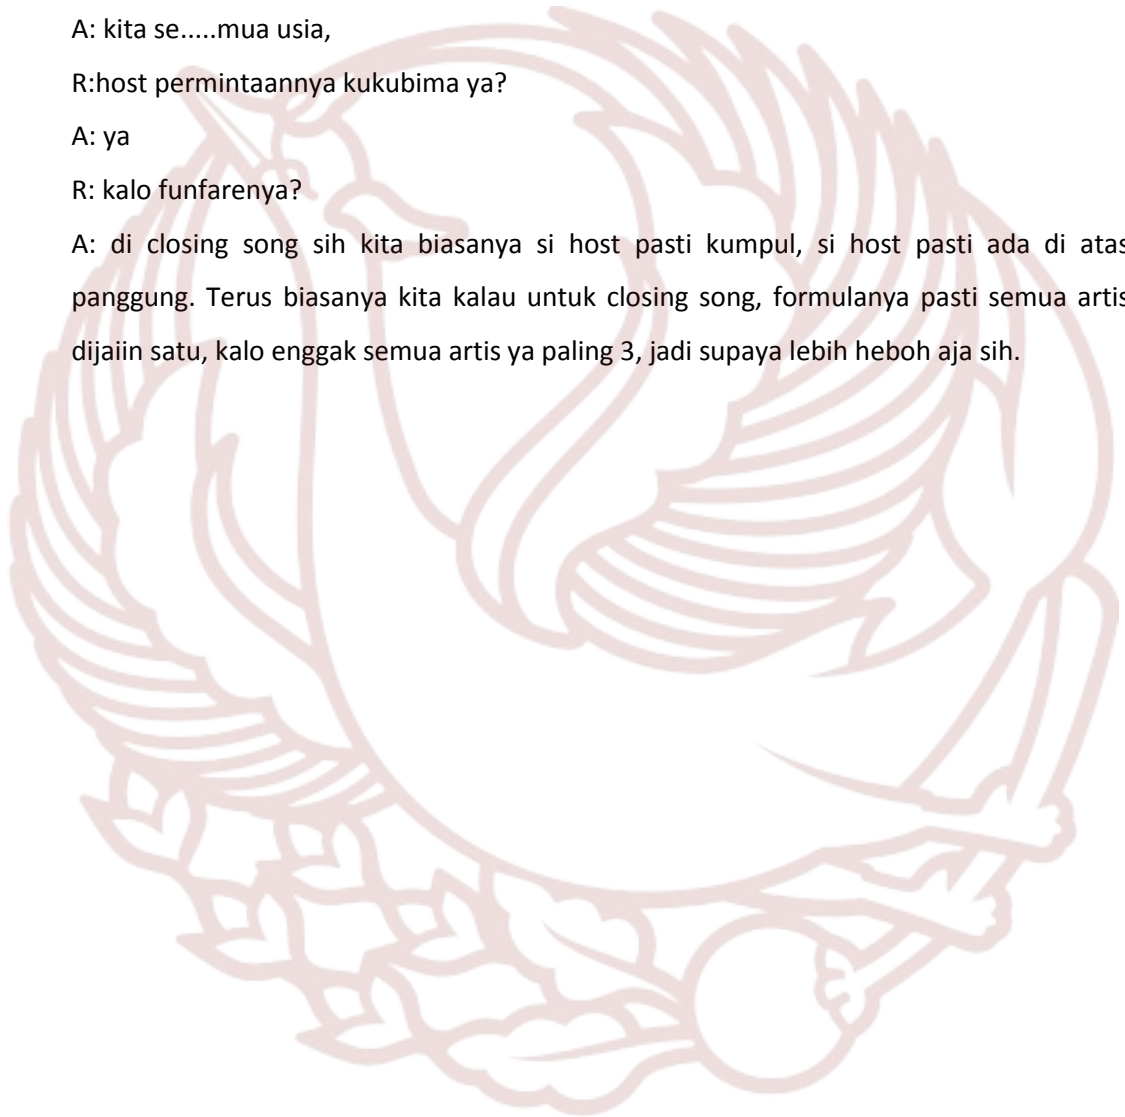 A: kita se.....mua usia,
R:host permintaannya kukubima ya?
A: ya
R: kalo funfarenya?
A: di closing song sih kita biasanya si host pasti kumpul, si host pasti ada di atas
panggung. Terus biasanya kita kalau untuk closing song, formulanya pasti semua artis
dijaiin satu, kalo enggak semua artis ya paling 3, jadi supaya lebih heboh aja sih.